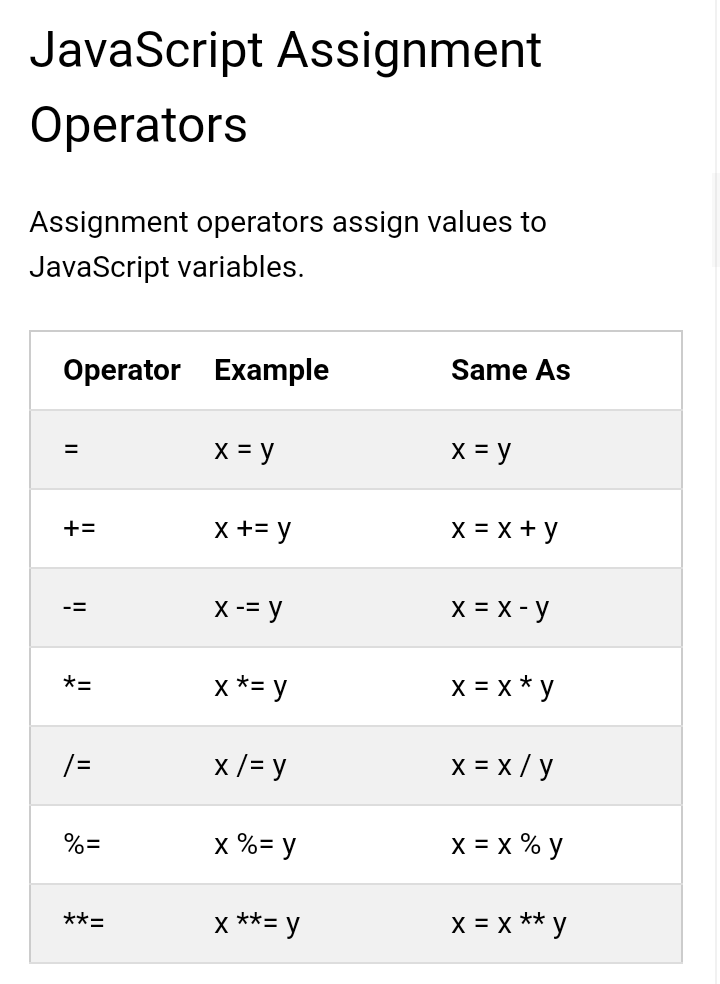 JavaScript Assignment
Operators
Assignment operators assign values to
JavaScript variables.
Operator Example Same As
= x = y x = y
+= x += y x = x + y
-= x -= y x = x - y
*= x *= y x = x * y
/= x /= y x = x / y
%= x %= y x = x % y
**= x **= y x = x ** y